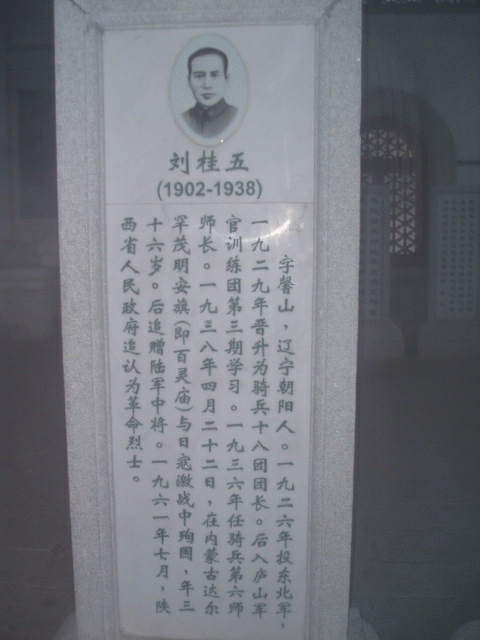 刘桂五
(1902-1938)
字馨山，辽宁朝阳人。一九二六年投东北军，
一九二九年晋升为骑兵十八团团长。后入庐山军
官训练团第三期学习。一九三六年任骑兵第六师
师长。一九三八年四月二十二日，在内蒙古达尔
罕茂明安旗(即百灵庙)与日寇激战中殉国，年三
十六岁。后追赠陆军中将。一九六一年七月，陕
西省人民政府追认为革命烈士。